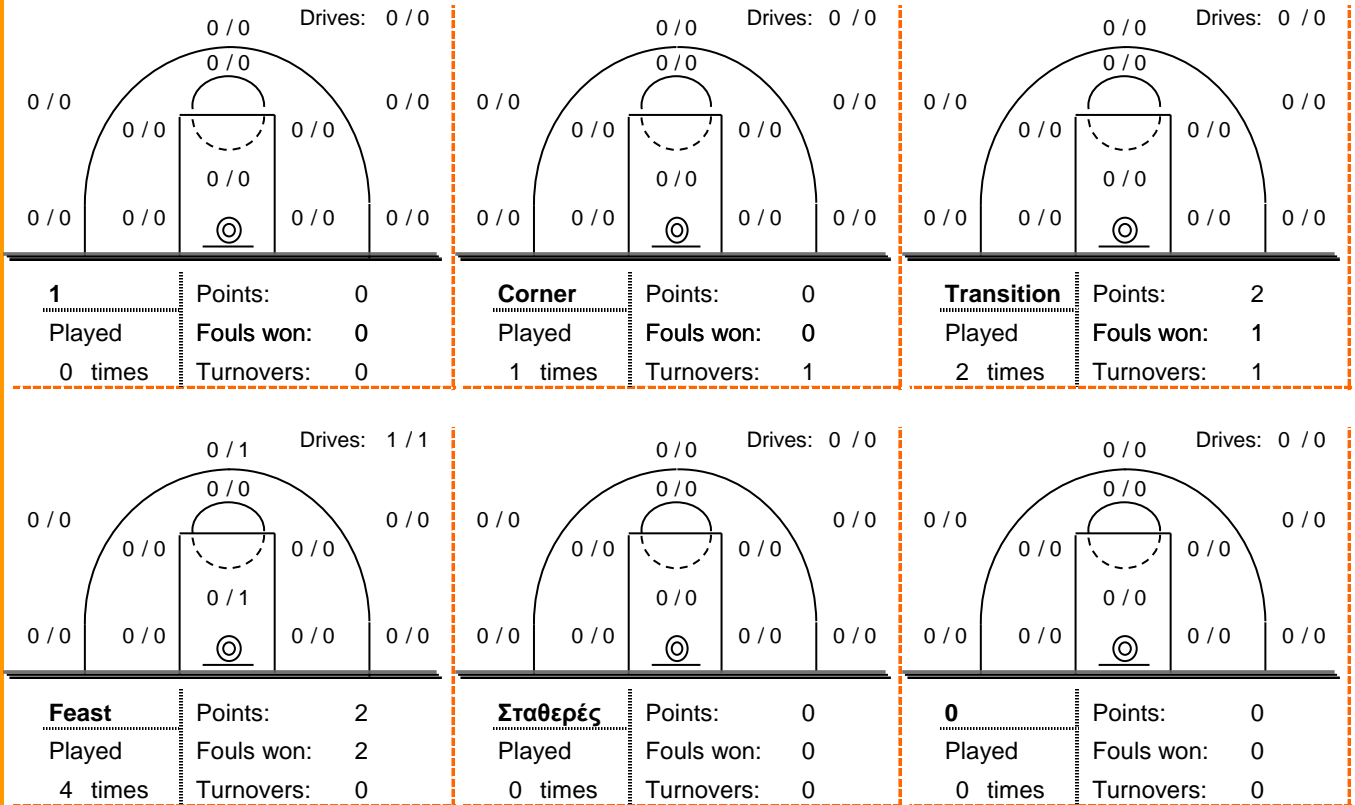 0 / 0 Drives: 0 / 0
0 / 0
0 / 0 0 / 0
0 / 0 0 / 0
0 / 0
0 / 0 0 / 0 0 / 0 0 / 0
1 Points: 0
Played Fouls won: 0
0 times Turnovers: 0
0 / 0 Drives: 0 / 0
0 / 0
0 / 0 0 / 0
0 / 0 0 / 0
0 / 0
0 / 0 0 / 0 0 / 0 0 / 0
Corner Points: 0
Played Fouls won: 0
1 times Turnovers: 1
0 / 0 Drives: 0 / 0
0 / 0
0 / 0 0 / 0
0 / 0 0 / 0
0 / 0
0 / 0 0 / 0 0 / 0 0 / 0
Transition Points: 2
Played Fouls won: 1
2 times Turnovers: 1
0 / 1 Drives: 1 / 1
0 / 0
0 / 0 0 / 0
0 / 0 0 / 0
0 / 1
0 / 0 0 / 0 0 / 0 0 / 0
Feast Points: 2
Played Fouls won: 2
4 times Turnovers: 0
0 / 0 Drives: 0 / 0
0 / 0
0 / 0 0 / 0
0 / 0 0 / 0
0 / 0
0 / 0 0 / 0 0 / 0 0 / 0
Σταθερές Points: 0
Played Fouls won: 0
0 times Turnovers: 0
0 / 0 Drives: 0 / 0
0 / 0
0 / 0 0 / 0
0 / 0 0 / 0
0 / 0
0 / 0 0 / 0 0 / 0 0 / 0
0 Points: 0
Played Fouls won: 0
0 times Turnovers: 0